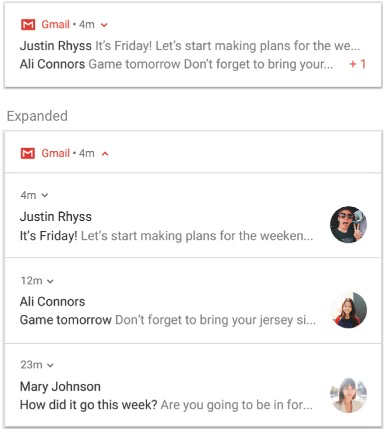 Gmail • 4m
Justin Rhyss It's Friday! Let's start making plans for the we...
Ali Connors Game tomorrow Don't forget to bring your... + 1
Expanded
Gmail • 4m
4m
Justin Rhyss
It's Friday! Let's start making plans for the weeken...
12m
Ali Connors
Game tomorrow Don't forget to bring your jersey si...
23m
Mary Johnson
How did it go this week? Are you going to be in for...